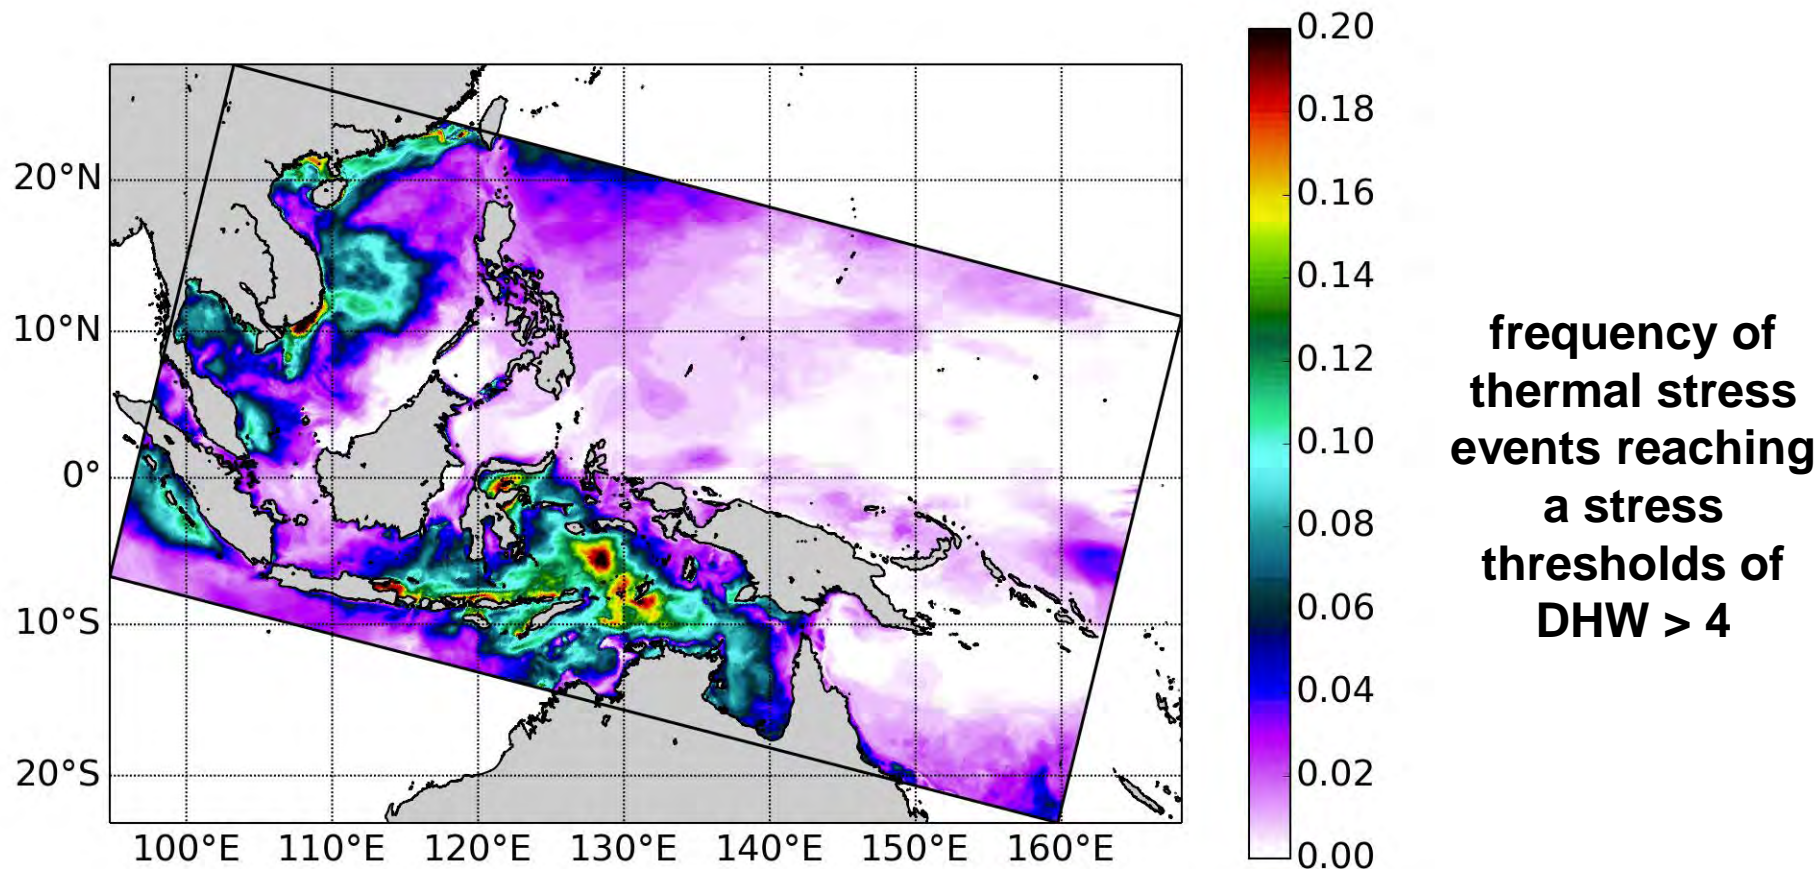 20°N
10°N
0°
10°S
20°S
100°E 110°E 120°E 130°E 140°E 150°E 160°E
0.20
0.18
0.16
0.14
0.12
0.10
0.08
0.06
0.04
0.02
0.00
frequency of
thermal stress
events reaching
a stress
thresholds of
DHW > 4